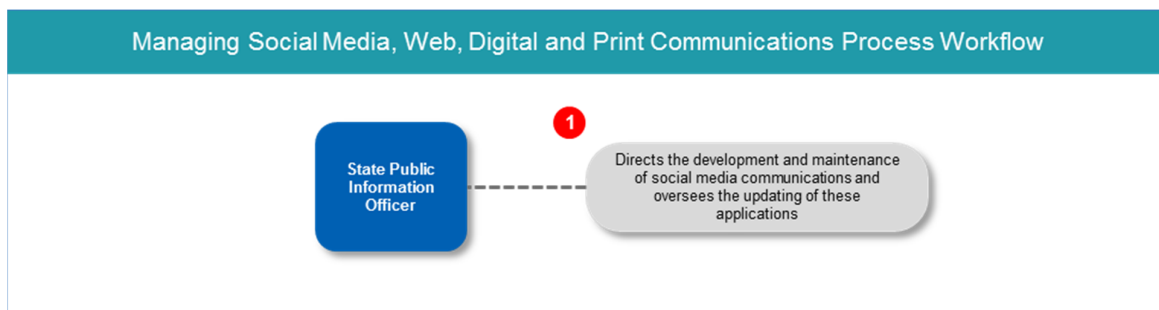 Managing Social Media, Web, Digital and Print Communications Process Workflow
1
State Public
Information
Officer
Directs the development and maintenance
of social media communications and
oversees the updating of these
applications